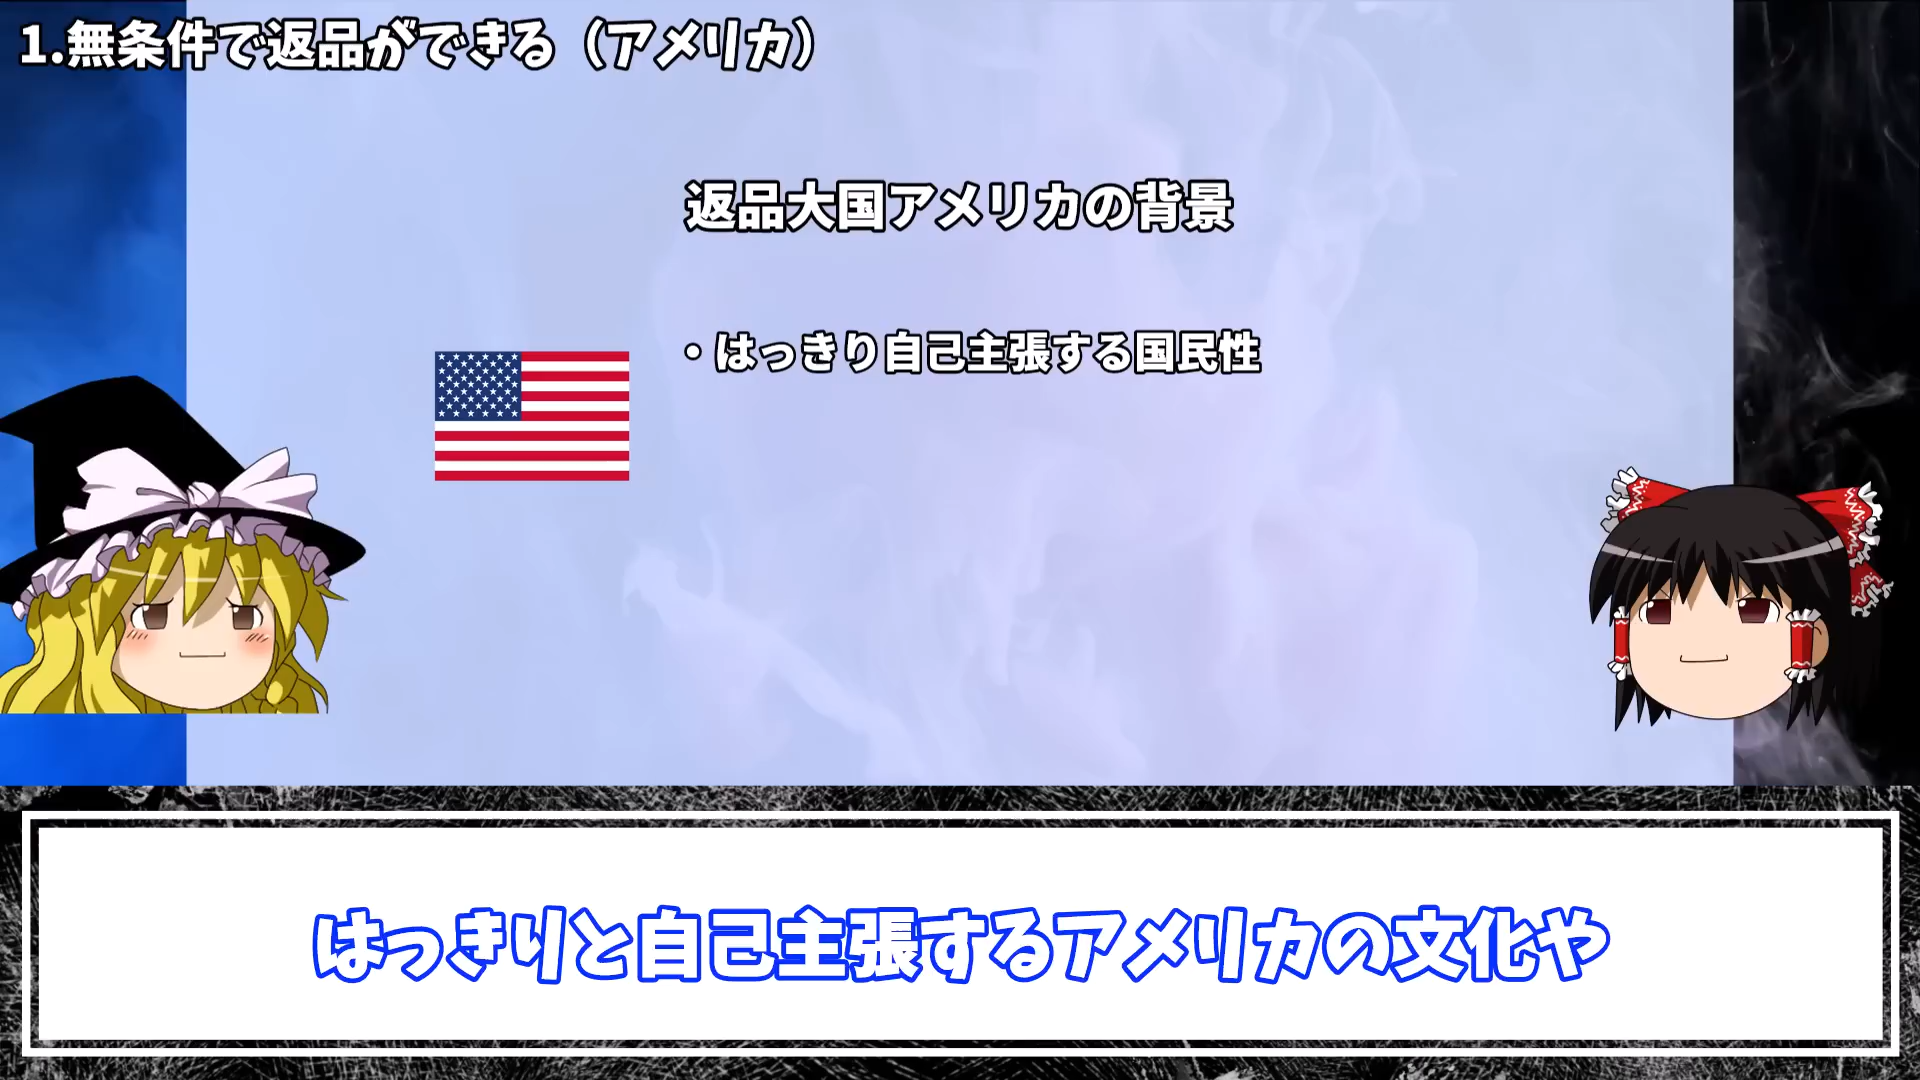 1.無条件で返品ができる（アメリカ）
返品大国アメリカの背景
・はっきり自己主張する国民性
はっきりと自己主張するアメリカの文化や